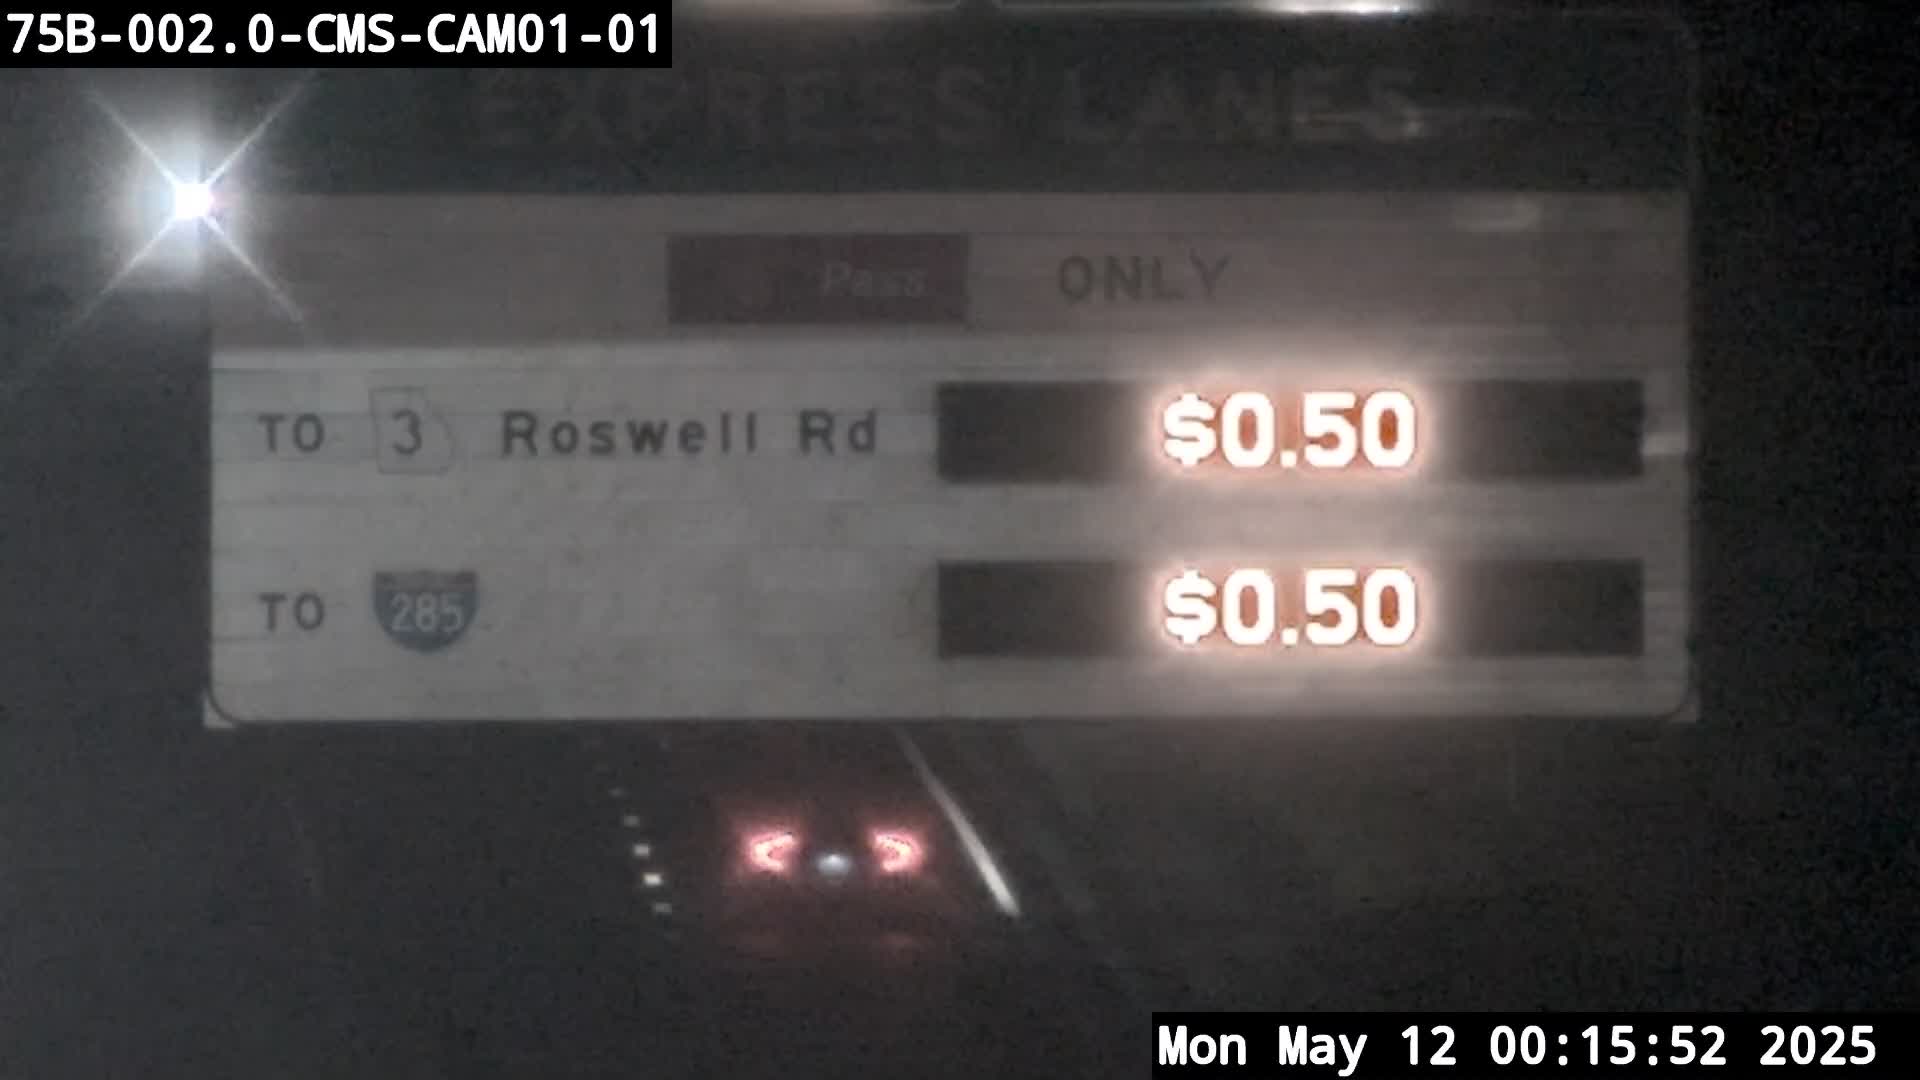 75B-002.0-CMS-CAM01-01
EXPRESS LANES
Pass ONLY
TO 3 Roswell Rd $0.50
TO 285 $0.50
Mon May 12 00:15:52 2025